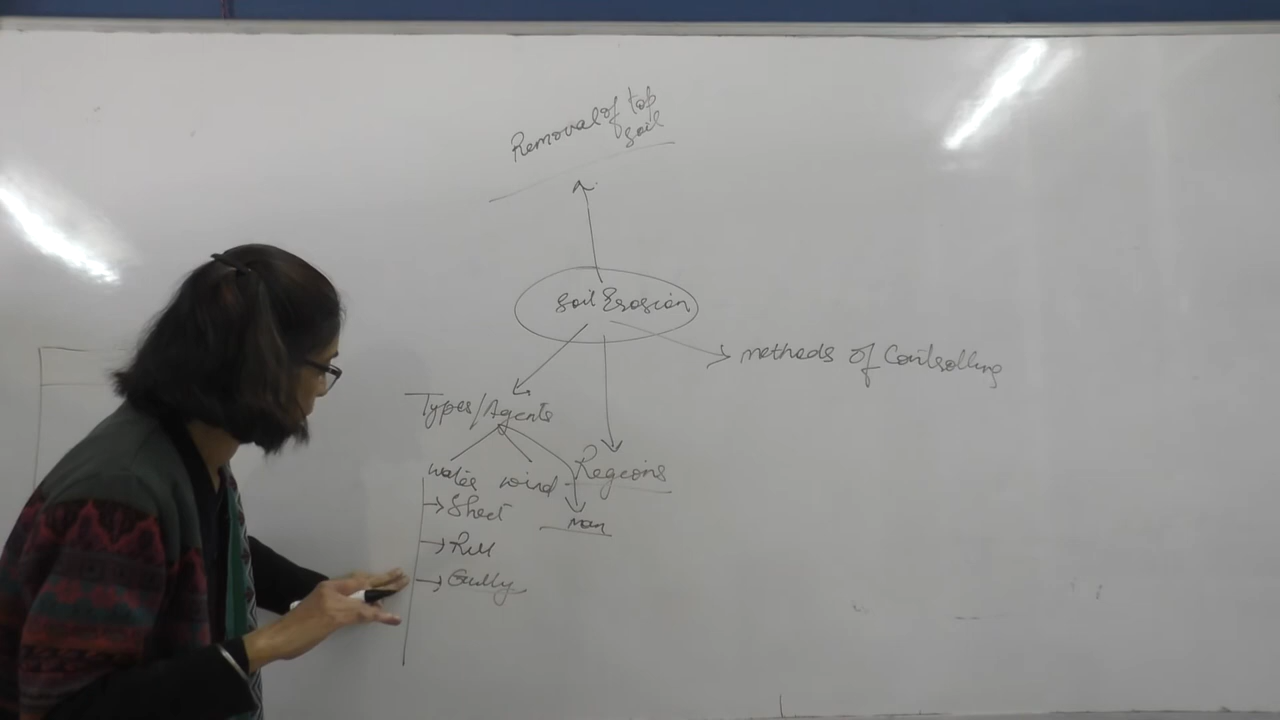 Removal of top
soil
Soil Erosion
methods of Controlling
Types/Agents
water wind Regions
Sheet
man
Rill
Gully